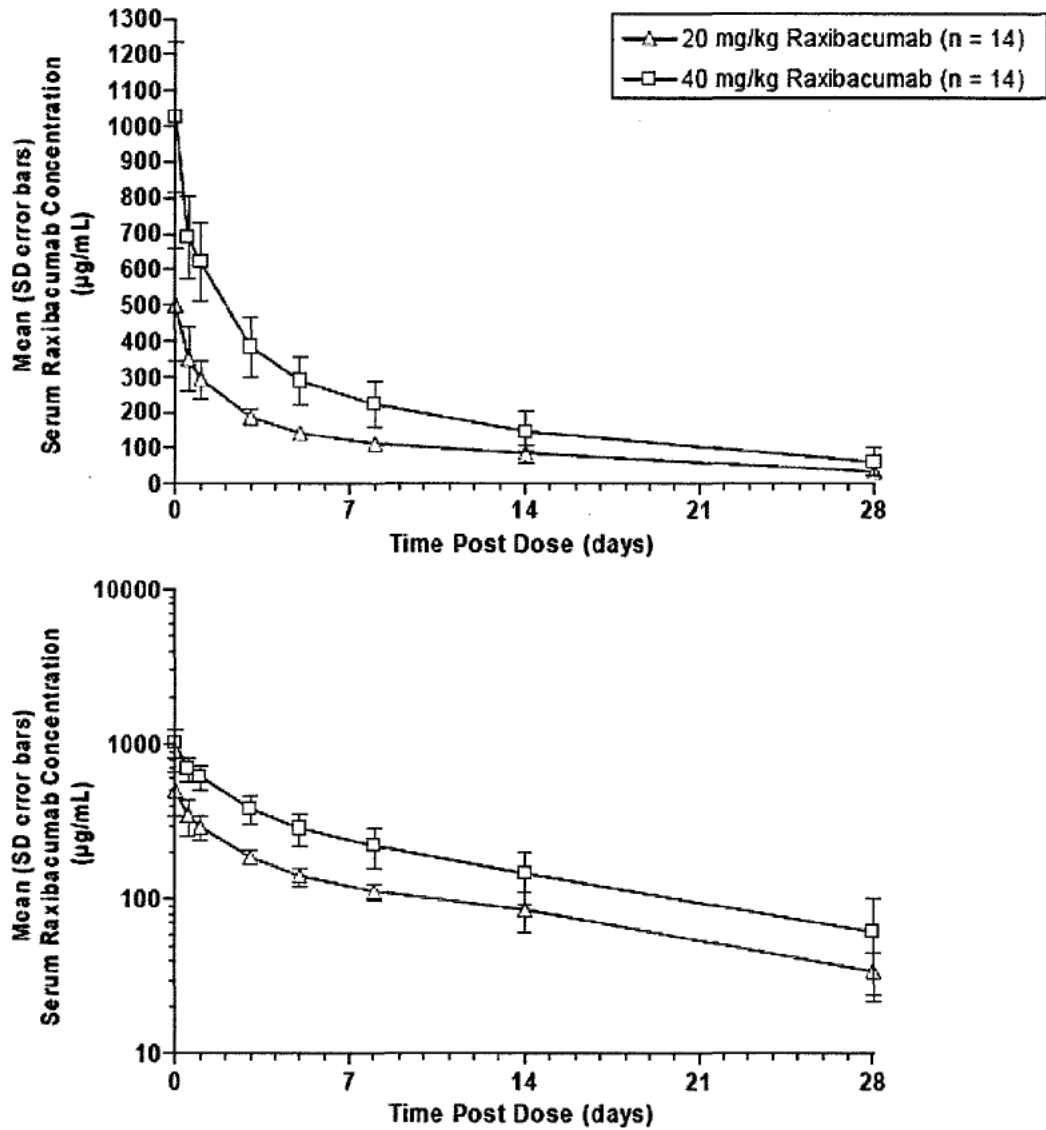 20 mg/kg Raxibacumab (n = 14)
40 mg/kg Raxibacumab (n = 14)
Mean (SD error bars)
Serum Raxibacumab Concentration
(µg/mL)
1300
1200
1100
1000
900
800
700
600
500
400
300
200
100
0
0 7 14 21 28
Time Post Dose (days)
Mean (SD error bars)
Serum Raxibacumab Concentration
(µg/mL)
10000
1000
100
10
0 7 14 21 28
Time Post Dose (days)